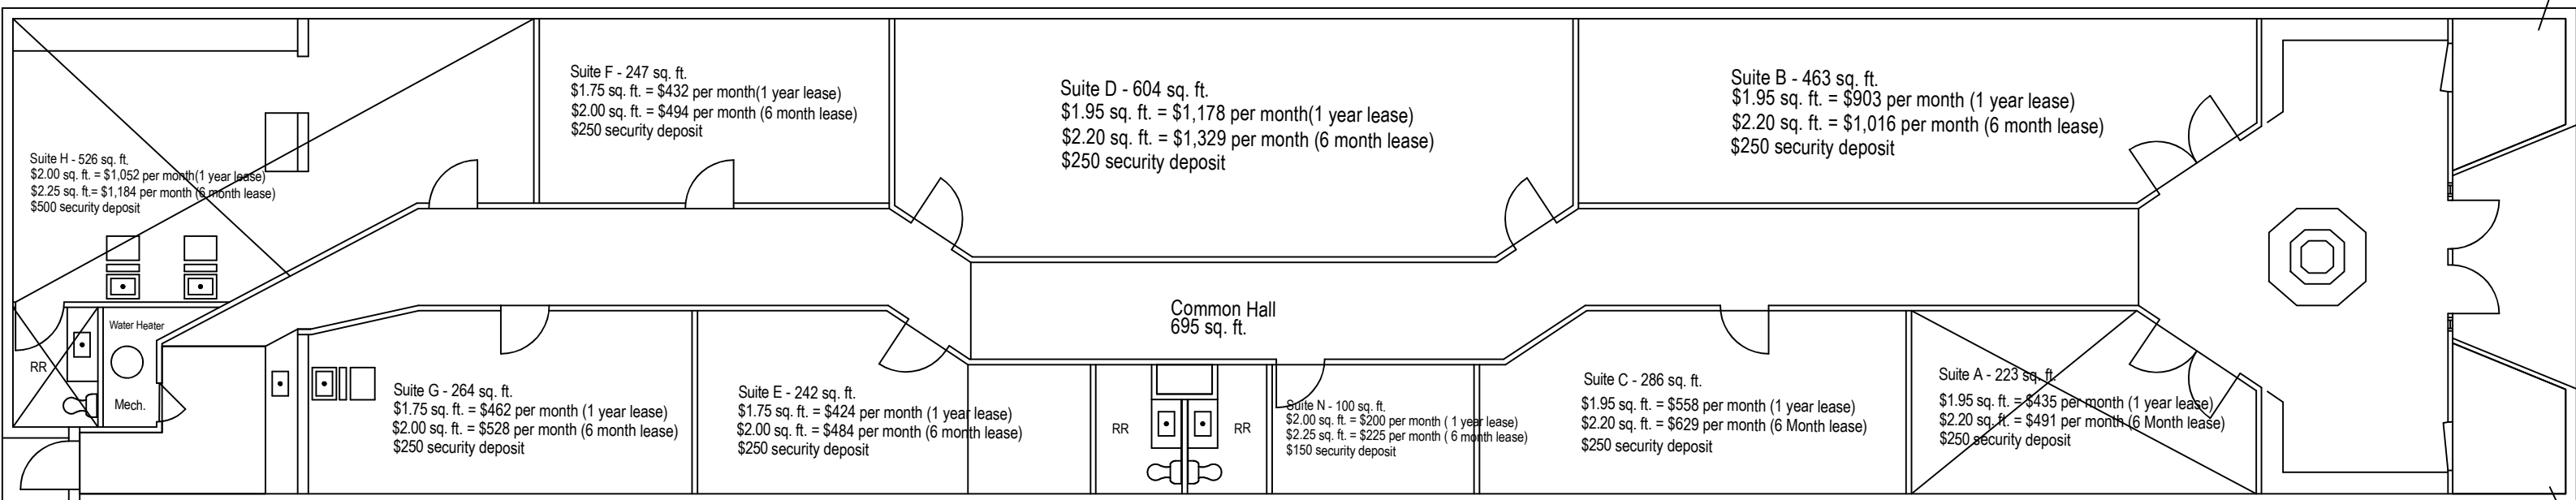 Suite H - 526 sq. ft.
$2.00 sq. ft. = $1,052 per month(1 year lease)
$2.25 sq. ft.= $1,184 per month (6 month lease)
$500 security deposit
Suite F - 247 sq. ft.
$1.75 sq. ft. = $432 per month(1 year lease)
$2.00 sq. ft. = $494 per month (6 month lease)
$250 security deposit
Suite D - 604 sq. ft.
$1.95 sq. ft. = $1,178 per month(1 year lease)
$2.20 sq. ft. = $1,329 per month (6 month lease)
$250 security deposit
Suite B - 463 sq. ft.
$1.95 sq. ft. = $903 per month (1 year lease)
$2.20 sq. ft. = $1,016 per month (6 month lease)
$250 security deposit
Common Hall
695 sq. ft.
Water Heater
RR
Mech.
Suite G - 264 sq. ft.
$1.75 sq. ft. = $462 per month (1 year lease)
$2.00 sq. ft. = $528 per month (6 month lease)
$250 security deposit
Suite E - 242 sq. ft.
$1.75 sq. ft. = $424 per month (1 year lease)
$2.00 sq. ft. = $484 per month (6 month lease)
$250 security deposit
RR
RR
Suite N - 100 sq. ft.
$2.00 sq. ft. = $200 per month ( 1 year lease)
$2.25 sq. ft. = $225 per month ( 6 month lease)
$150 security deposit
Suite C - 286 sq. ft.
$1.95 sq. ft. = $558 per month (1 year lease)
$2.20 sq. ft. = $629 per month (6 Month lease)
$250 security deposit
Suite A - 223 sq. ft.
$1.95 sq. ft. = $435 per month (1 year lease)
$2.20 sq. ft. = $491 per month (6 Month lease)
$250 security deposit